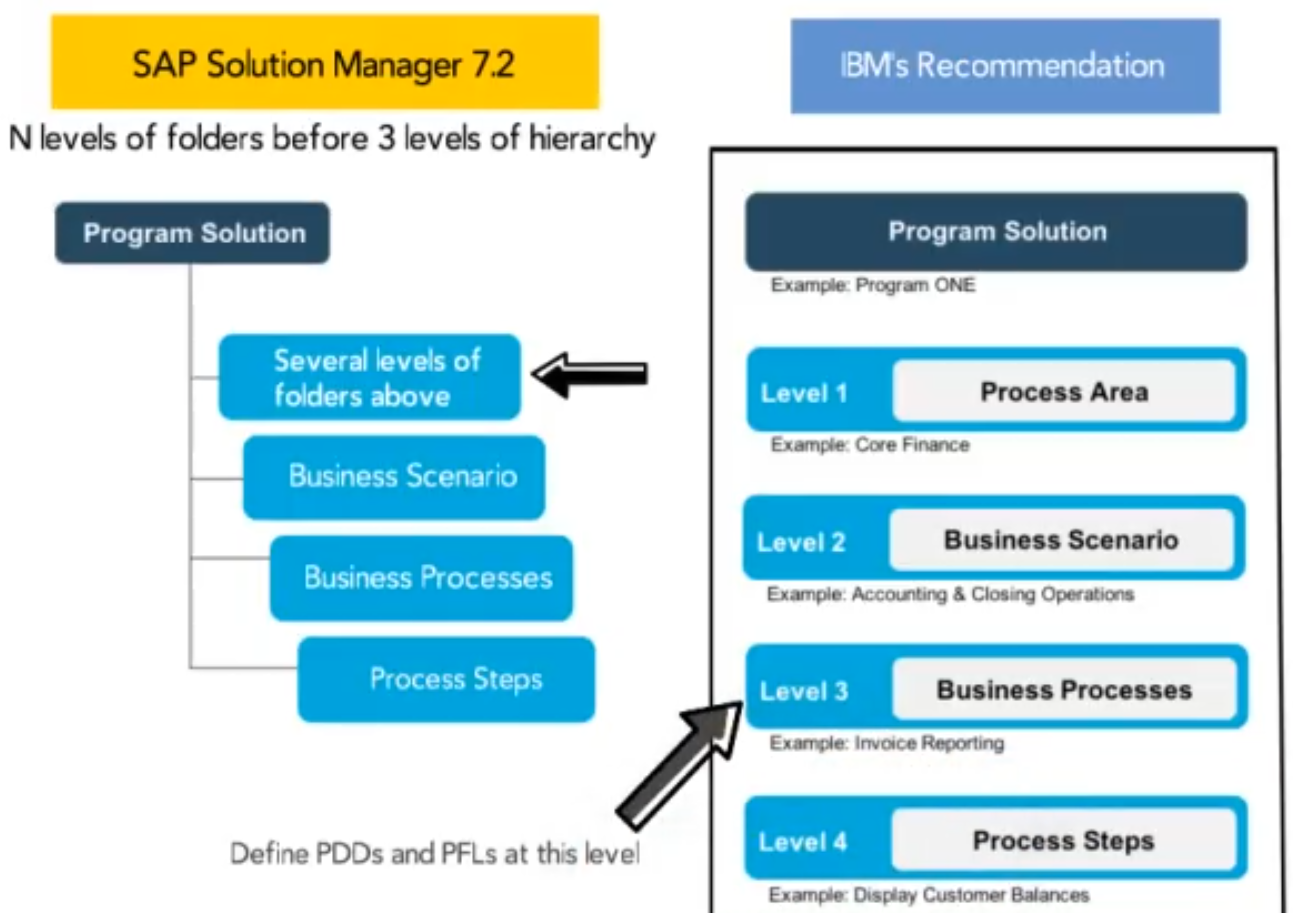 SAP Solution Manager 7.2
N levels of folders before 3 levels of hierarchy
Program Solution
Several levels of
folders above
Business Scenario
Business Processes
Process Steps
Define PDDs and PFLs at this level
IBM's Recommendation
Program Solution
Example: Program ONE
Level 1 Process Area
Example: Core Finance
Level 2 Business Scenario
Example: Accounting & Closing Operations
Level 3 Business Processes
Example: Invoice Reporting
Level 4 Process Steps
Example: Display Customer Balances